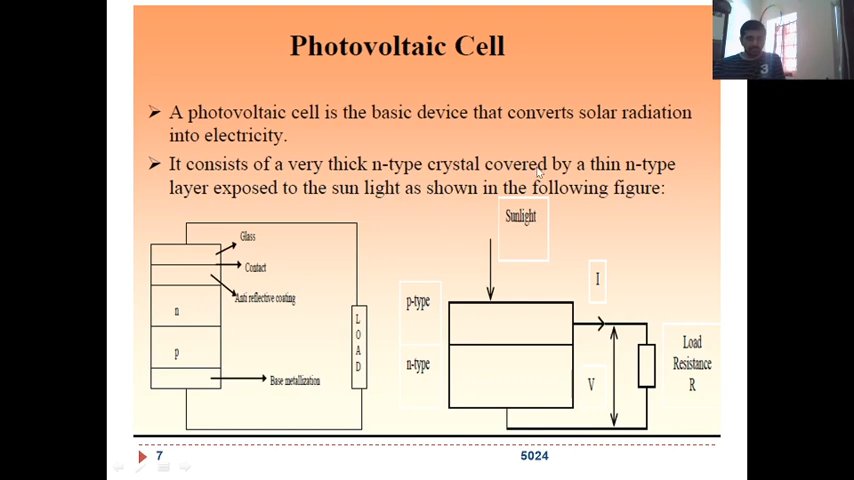 Photovoltaic Cell
A photovoltaic cell is the basic device that converts solar radiation
into electricity.
It consists of a very thick n-type crystal covered by a thin n-type
layer exposed to the sun light as shown in the following figure:
Glass
Contact
Anti reflective coating
n
p
Base metallization
LOAD
Sunlight
p-type
n-type
I
V
Load
Resistance
R
7
5024
3